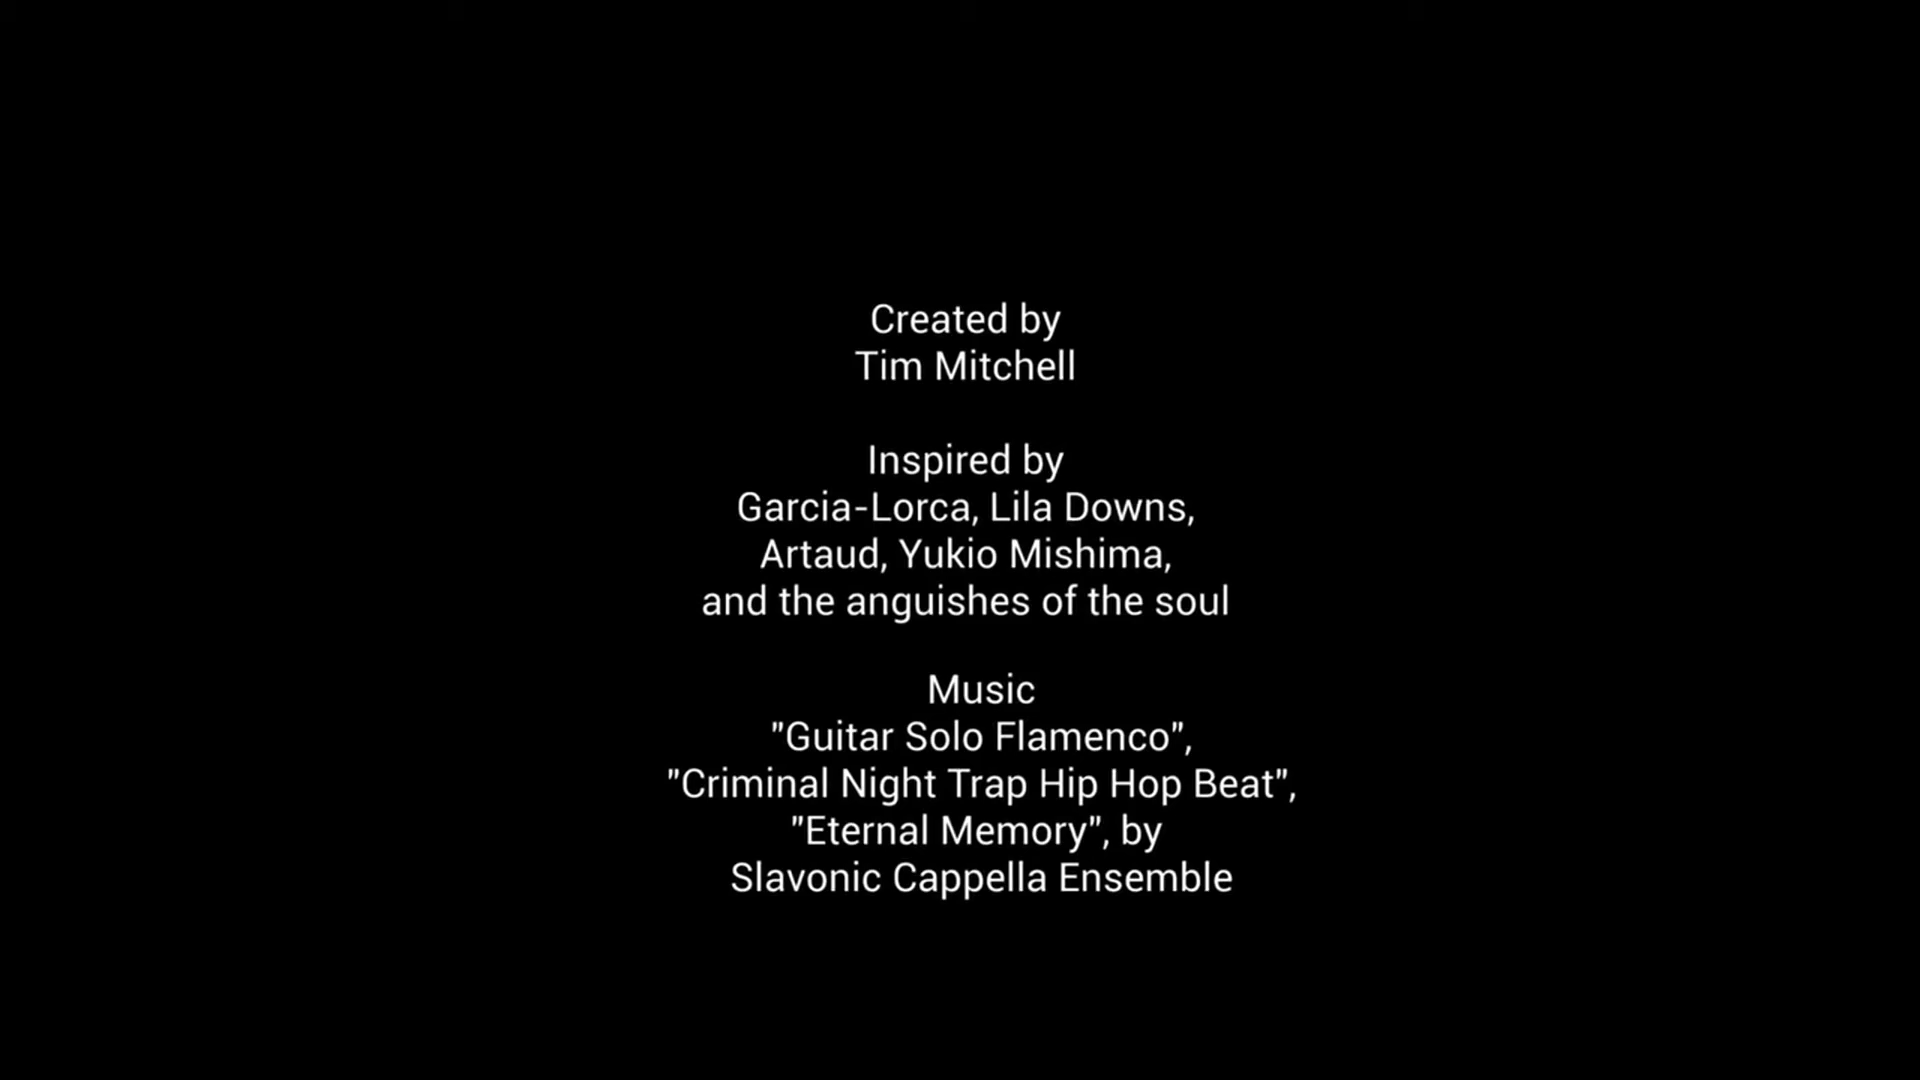 Created by
Tim Mitchell
Inspired by
Garcia-Lorca, Lila Downs,
Artaud, Yukio Mishima,
and the anguishes of the soul
Music
"Guitar Solo Flamenco",
"Criminal Night Trap Hip Hop Beat",
"Eternal Memory", by
Slavonic Cappella Ensemble